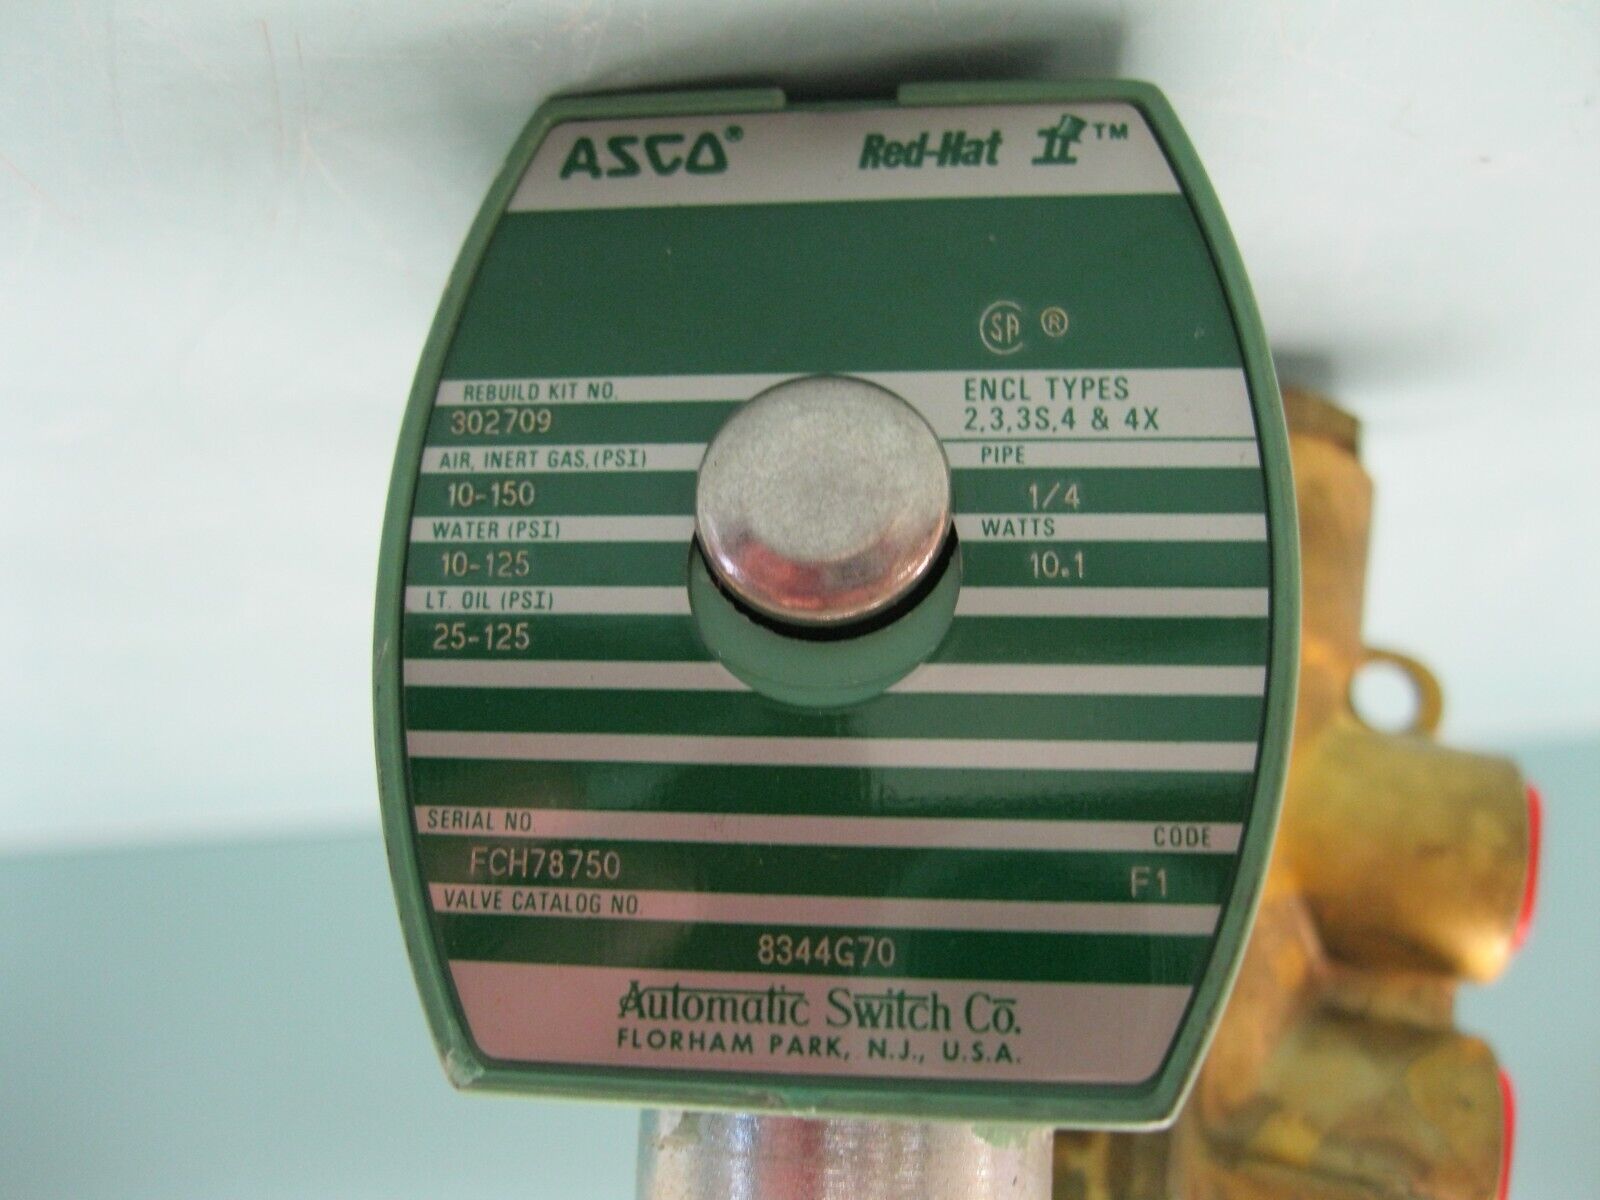 ASCO® Red-Hat II™
SA ®
REBUILD KIT NO.
302709
ENCL TYPES
2,3,3S,4 & 4X
AIR, INERT GAS,(PSI)
10-150
PIPE
1/4
WATER (PSI)
10-125
WATTS
10.1
LT. OIL (PSI)
25-125
SERIAL NO.
FCH78750
CODE
F1
VALVE CATALOG NO.
8344G70
Automatic Switch Co.
FLORHAM PARK, N.J., U.S.A.